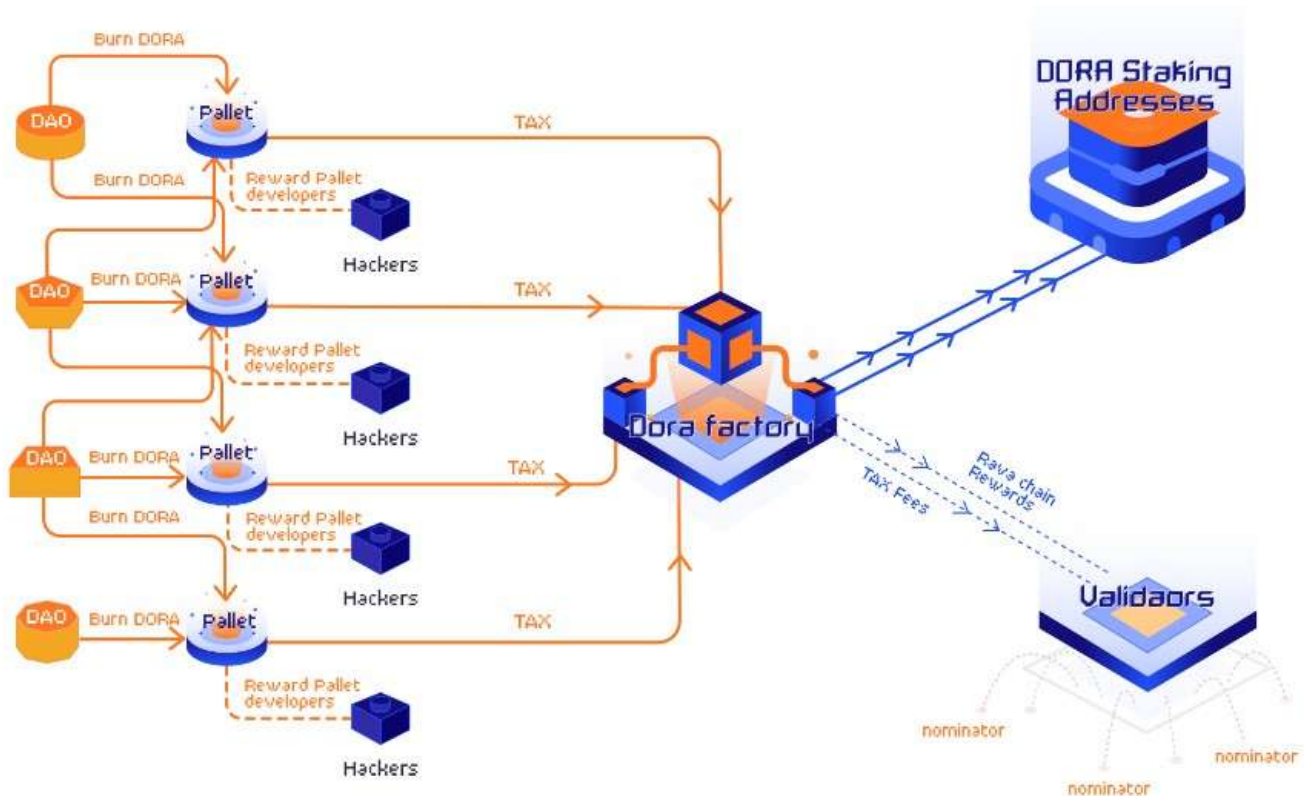 Burn DORA
DORA Staking
Addresses
DAO
Pallet
TAX
Burn DORA
Reward Pallet
developers
Hackers
DAO
Burn DORA
Pallet
TAX
Reward Pallet
developers
Hackers
Dora factory
DAO
Burn DORA
Pallet
TAX
Rava chain
Rewards
TAX Fees
Burn DORA
Reward Pallet
developers
Hackers
Validaors
DAO
Burn DORA
Pallet
TAX
Reward Pallet
developers
Hackers
nominator
nominator
nominator